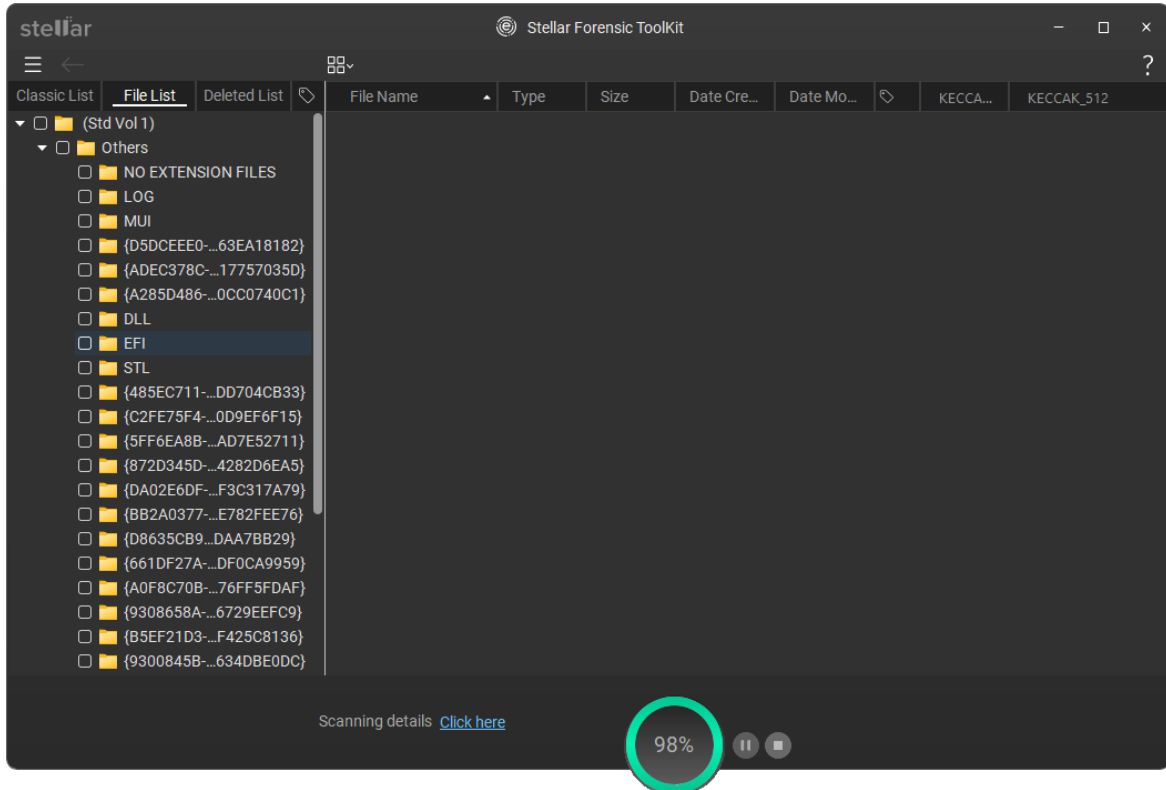 stellar
Stellar Forensic ToolKit
?
Classic List File List Deleted List File Name Type Size Date Cre... Date Mo... KECCA... KECCAK_512
(Std Vol 1)
Others
NO EXTENSION FILES
LOG
MUI
{D5DCEEE0-...63EA18182}
{ADEC378C-...17757035D}
{A285D486-...0CC0740C1}
DLL
EFI
STL
{485EC711-...DD704CB33}
{C2FE75F4-...0D9EF6F15}
{5FF6EA8B-...AD7E52711}
{872D345D-...4282D6EA5}
{DA02E6DF-...F3C317A79}
{BB2A0377-...E782FEE76}
{D8635CB9...DAA7BB29}
{661DF27A-...DF0CA9959}
{A0F8C70B-...76FF5FDAF}
{9308658A-...6729EEFC9}
{B5EF21D3-...F425C8136}
{9300845B-...634DBE0DC}
Scanning details Click here
98%